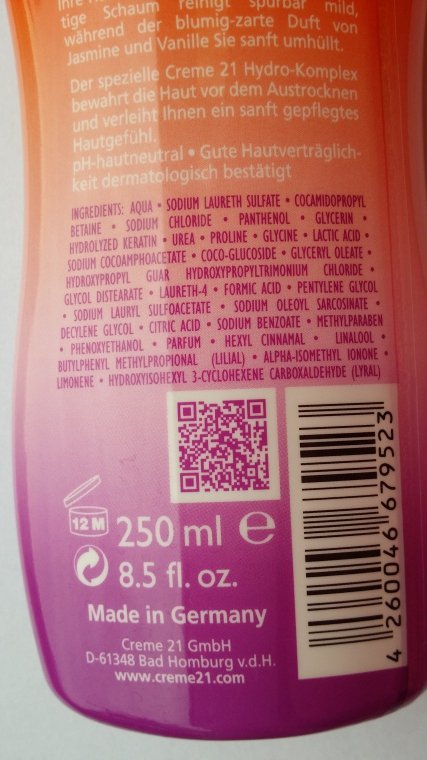 tige Schaum reinigt spürbar mild,
während der blumig-zarte Duft von
Jasmine und Vanille Sie sanft umhüllt.
Der spezielle Creme 21 Hydro-Komplex
bewahrt die Haut vor dem Austrocknen
und verleiht Ihnen ein sanft gepflegtes
Hautgefühl.
pH-hautneutral • Gute Hautverträglich-
keit dermatologisch bestätigt
INGREDIENTS: AQUA • SODIUM LAURETH SULFATE • COCAMIDOPROPYL
BETAINE • SODIUM CHLORIDE • PANTHENOL • GLYCERIN •
HYDROLYZED KERATIN • UREA • PROLINE • GLYCINE • LACTIC ACID •
SODIUM COCOAMPHOACETATE • COCO-GLUCOSIDE • GLYCERYL OLEATE •
HYDROXYPROPYL GUAR HYDROXYPROPYLTRIMONIUM CHLORIDE •
GLYCOL DISTEARATE • LAURETH-4 • FORMIC ACID • PENTYLENE GLYCOL
• SODIUM LAURYL SULFOACETATE • SODIUM OLEOYL SARCOSINATE •
DECYLENE GLYCOL • CITRIC ACID • SODIUM BENZOATE • METHYLPARABEN
• PHENOXYETHANOL • PARFUM • HEXYL CINNAMAL • LINALOOL •
BUTYLPHENYL METHYLPROPIONAL (LILIAL) • ALPHA-ISOMETHYL IONONE •
LIMONENE • HYDROXYISOHEXYL 3-CYCLOHEXENE CARBOXALDEHYDE (LYRAL)
12 M
250 ml e
8.5 fl. oz.
Made in Germany
Creme 21 GmbH
D-61348 Bad Homburg v.d.H.
www.creme21.com
4 260046 679523